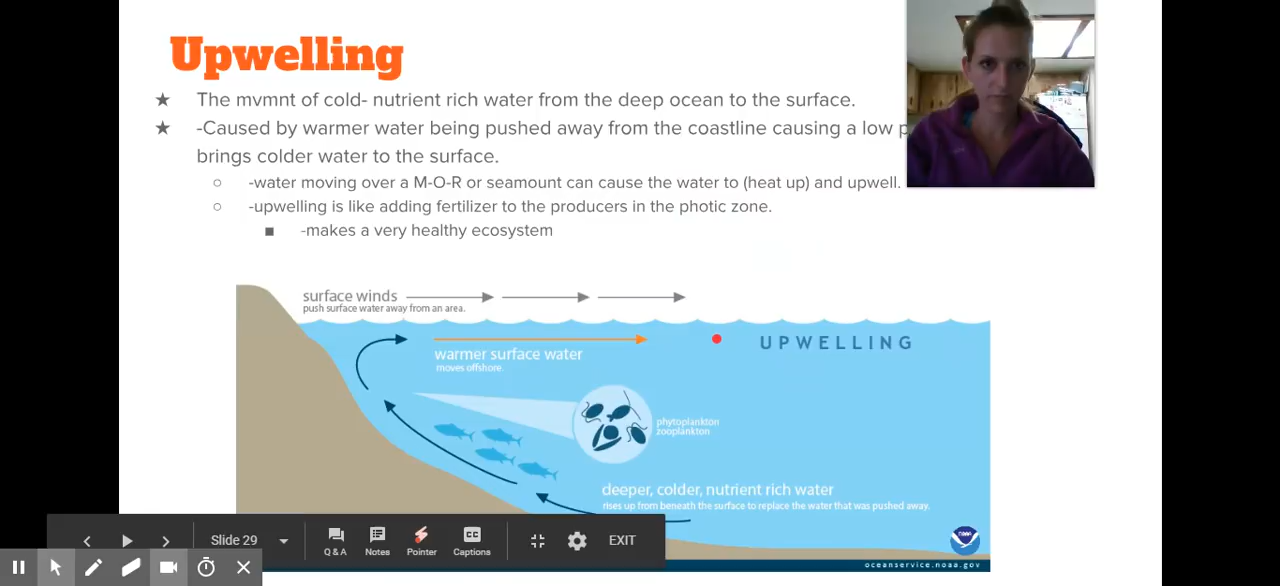 Upwelling
★ The mvmnt of cold- nutrient rich water from the deep ocean to the surface.
★ -Caused by warmer water being pushed away from the coastline causing a low
brings colder water to the surface.
○ -water moving over a M-O-R or seamount can cause the water to (heat up) and upwell.
○ -upwelling is like adding fertilizer to the producers in the photic zone.
■ -makes a very healthy ecosystem
surface winds
push surface water away from an area.
UPWELLING
warmer surface water
moves offshore.
phytoplankton
zooplankton
deeper, colder, nutrient rich water
rises up from beneath the surface to replace the water that was pushed away.
Slide 29
Q & A
Notes
Pointer
CC
Captions
EXIT
NOAA
oceanservice.noaa.gov